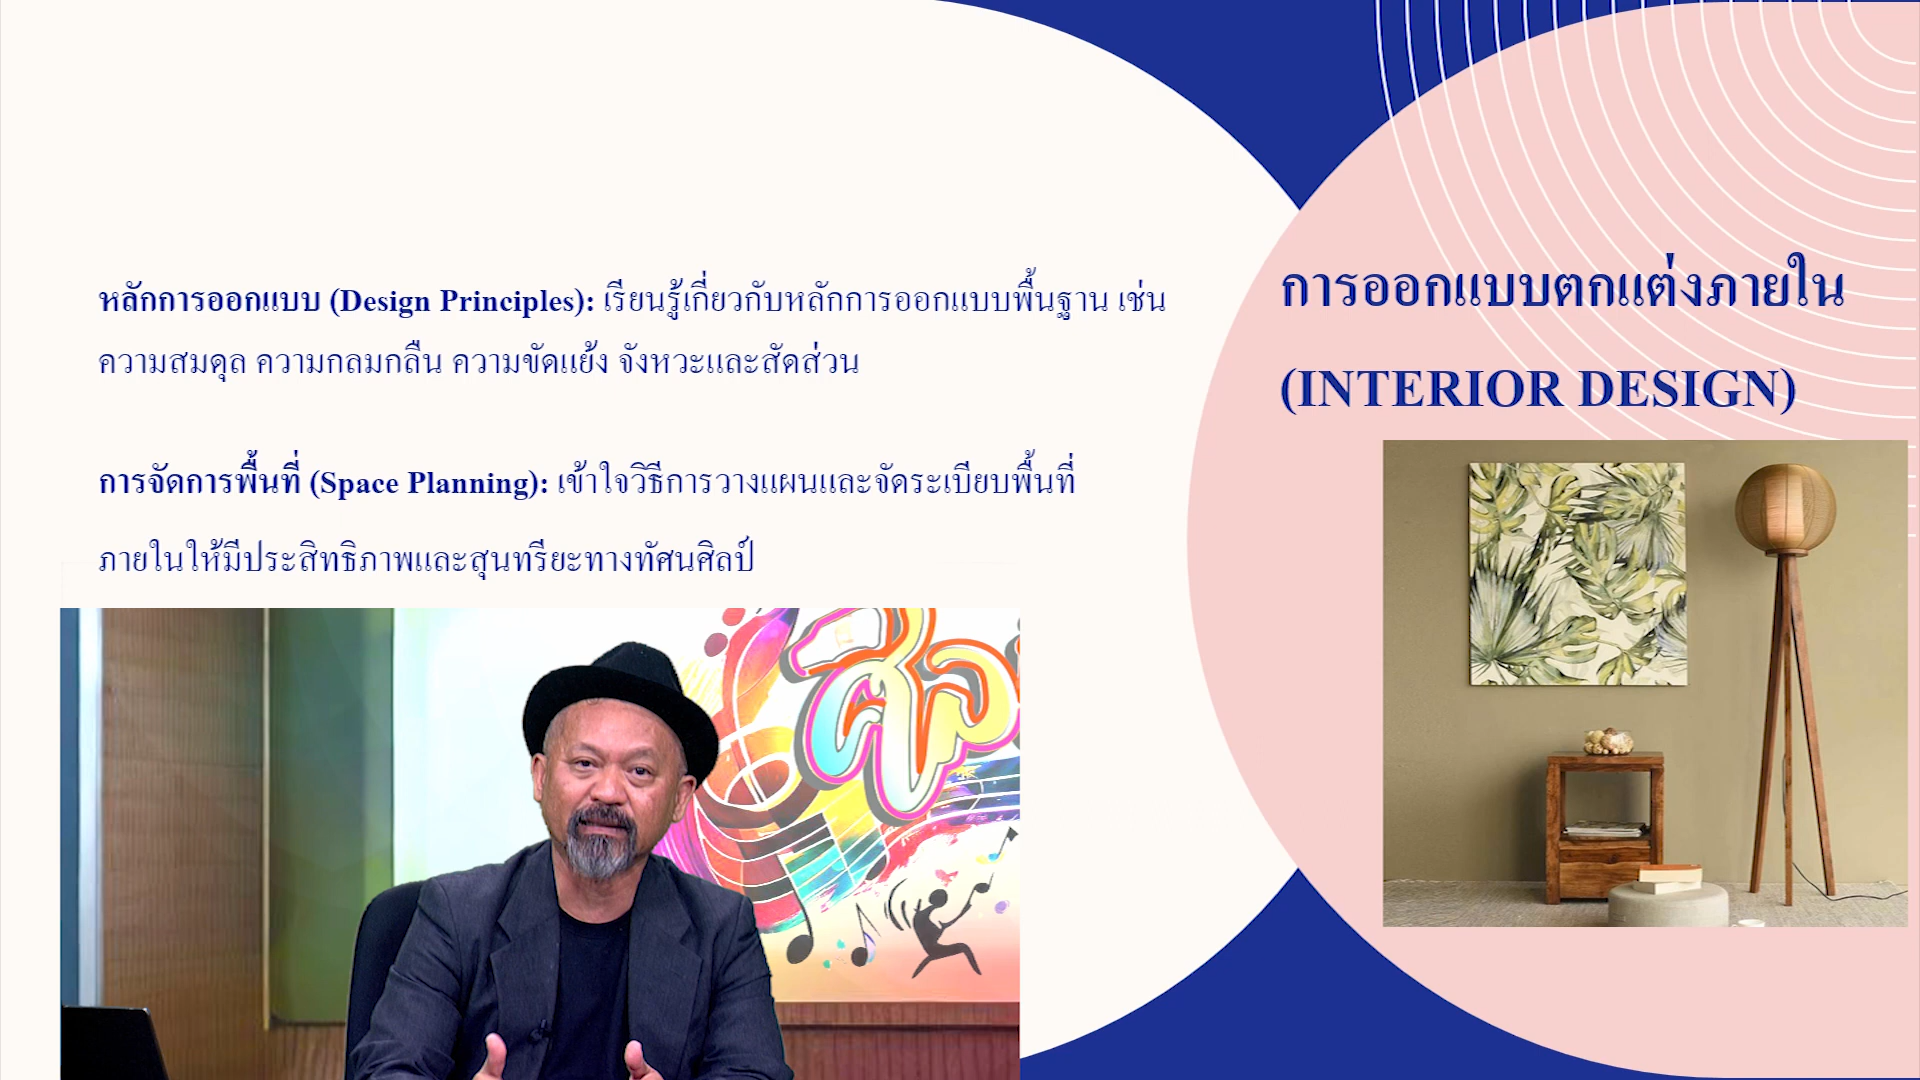 การออกแบบตกแต่งภายใน
(INTERIOR DESIGN)
หลักการออกแบบ (Design Principles): เรียนรู้เกี่ยวกับหลักการออกแบบพื้นฐาน เช่น
ความสมดุล ความกลมกลืน ความขัดแย้ง จังหวะและสัดส่วน
การจัดการพื้นที่ (Space Planning): เข้าใจวิธีการวางแผนและจัดระเบียบพื้นที่
ภายในให้มีประสิทธิภาพและสุนทรียะทางทัศนศิลป์